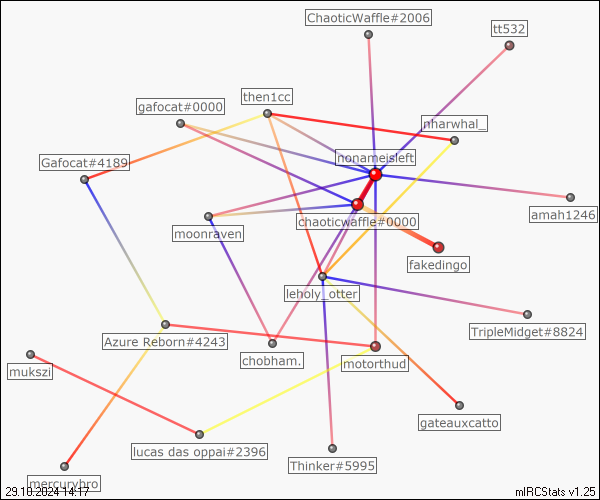 ChaoticWaffle#2006
tt532
gafocat#0000
then1cc
nharwhal_
nonameisleft
Gafocat#4189
amah1246
chaoticwaffle#0000
moonraven
fakedingo
leholy_otter
TripleMidget#8824
Azure Reborn#4243
chobham.
motorthud
mukszi
gateauxcatto
lucas das oppai#2396
Thinker#5995
mercurybro
29.10.2024 14:17
mIRCStats v1.25